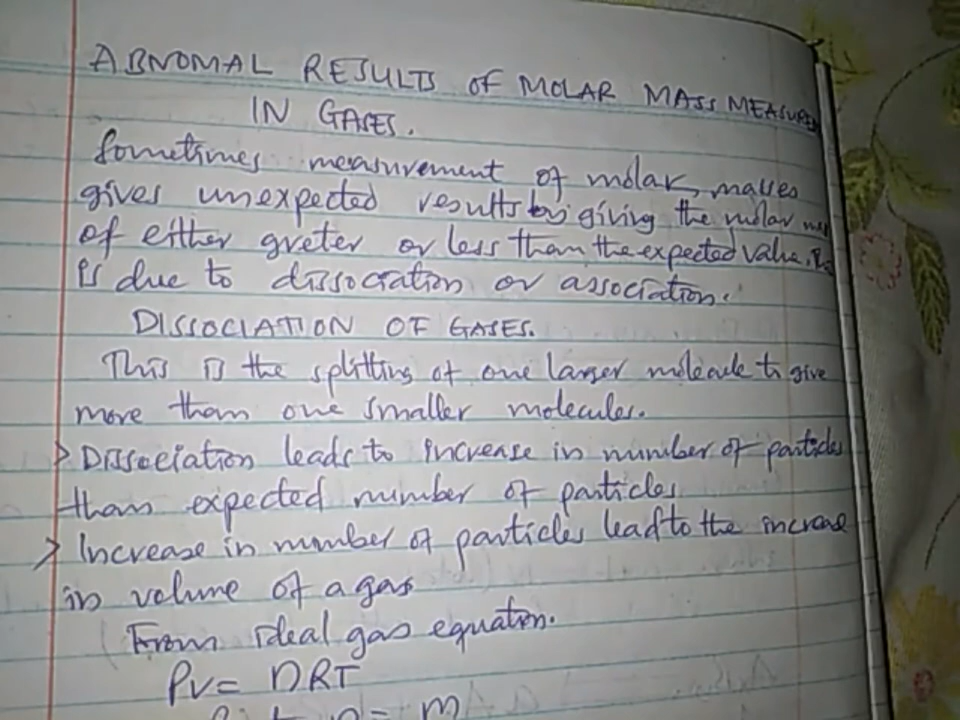 ABNOMAL RESULTS OF MOLAR MASS MEASUREM
IN GASES.
Sometimes measurement of molar masses
gives unexpected results by giving the molar
of either greter or less than the expected value.
is due to dissociation or association.
DISSOCIATION OF GASES.
This is the splitting of one larger molecule to give
more than one smaller molecules.
> Dissociation leads to increase in number of particles
than expected number of particles
> Increase in number of particles lead to the increase
in volume of a gas
From ideal gas equation.
PV = nRT
n = m